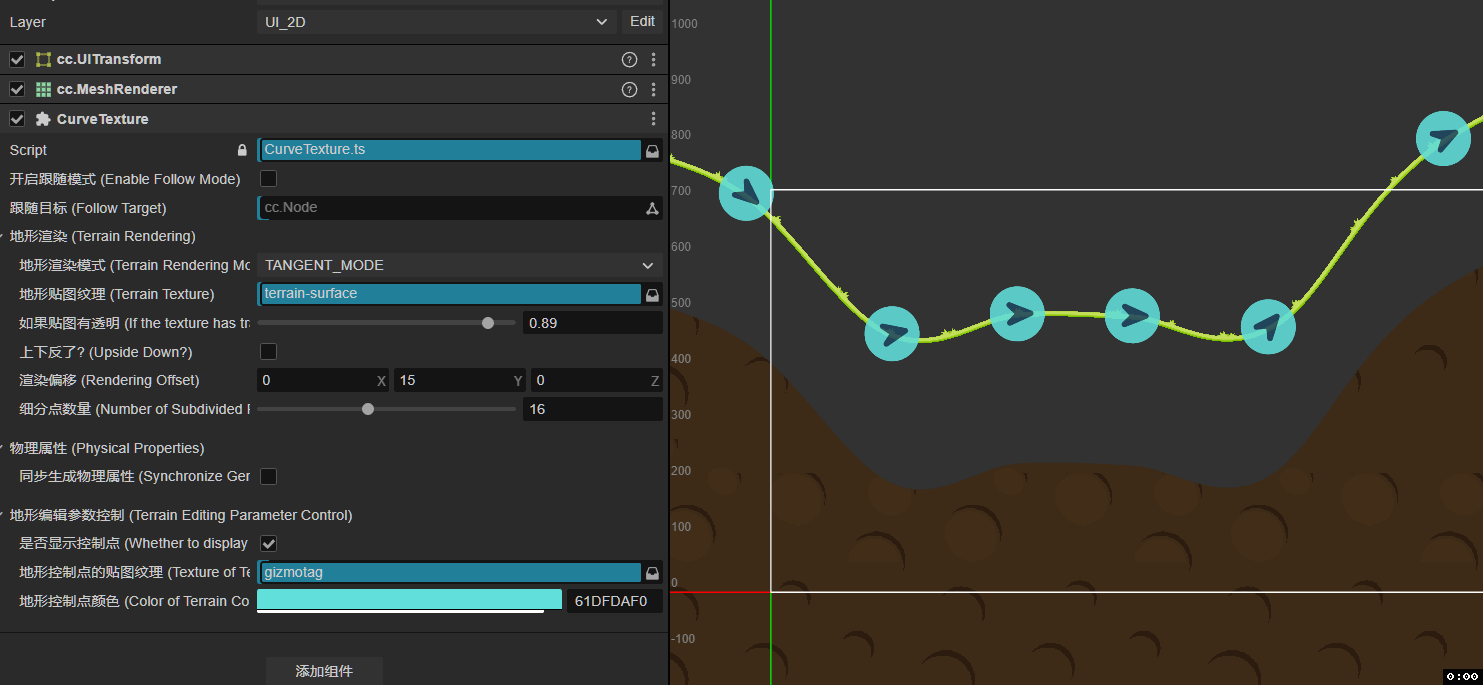 Layer UI_2D Edit
cc.UITransform
cc.MeshRenderer
CurveTexture
Script CurveTexture.ts
开启跟随模式 (Enable Follow Mode)
跟随目标 (Follow Target) cc.Node
地形渲染 (Terrain Rendering)
地形渲染模式 (Terrain Rendering Mo TANGENT_MODE
地形贴图纹理 (Terrain Texture) terrain-surface
如果贴图有透明 (If the texture has tra 0.89
上下反了? (Upside Down?)
渲染偏移 (Rendering Offset) 0 X 15 Y 0 Z
细分点数量 (Number of Subdivided P 16
物理属性 (Physical Properties)
同步生成物理属性 (Synchronize Ger
地形编辑参数控制 (Terrain Editing Parameter Control)
是否显示控制点 (Whether to display
地形控制点的贴图纹理 (Texture of Te gizmotag
地形控制点颜色 (Color of Terrain Co 61DFDAF0
添加组件
1000
900
800
700
600
500
400
300
200
100
0
-100
0:00